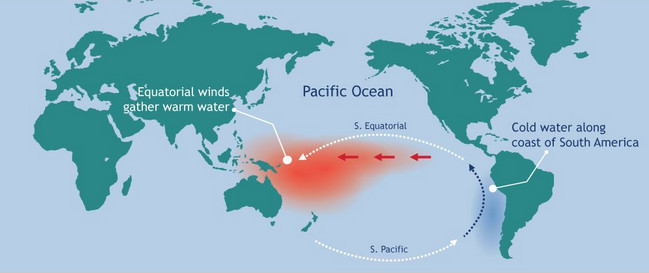 Equatorial winds
gather warm water
Pacific Ocean
S. Equatorial
Cold water along
coast of South America
S. Pacific